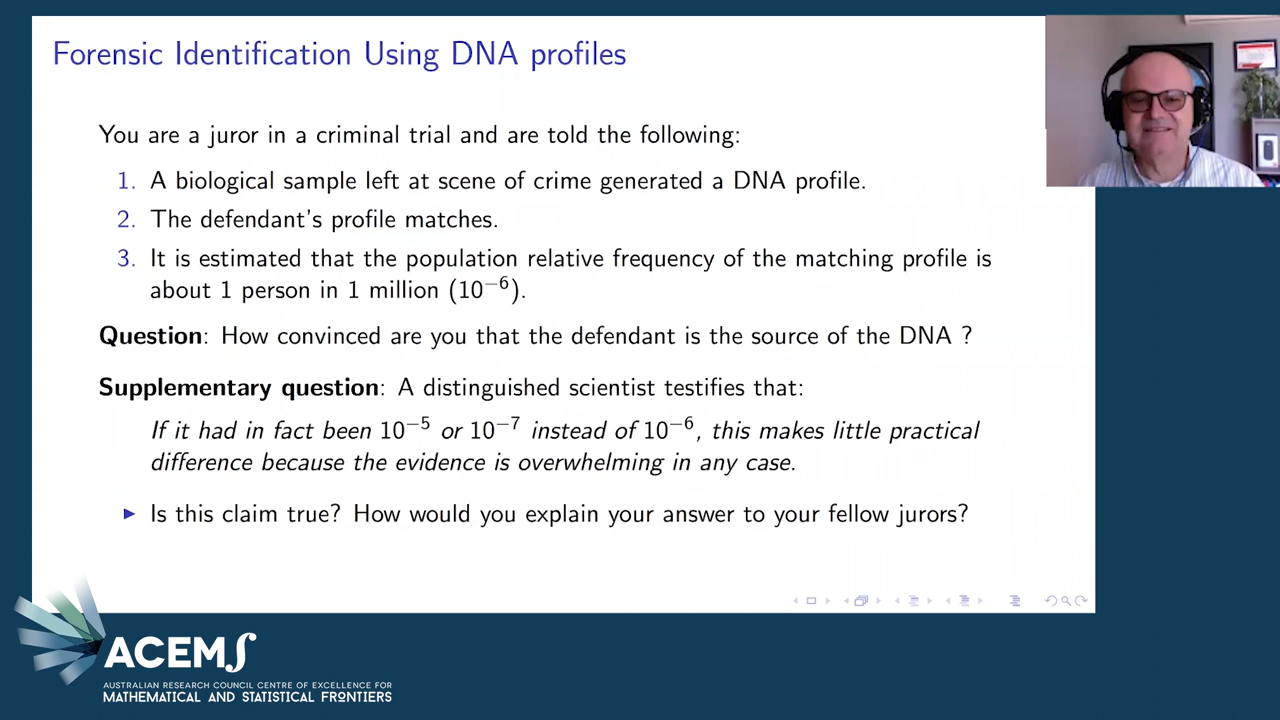 Forensic Identification Using DNA profiles
You are a juror in a criminal trial and are told the following:
1. A biological sample left at scene of crime generated a DNA profile.
2. The defendant's profile matches.
3. It is estimated that the population relative frequency of the matching profile is
about 1 person in 1 million (10⁻⁶).
Question: How convinced are you that the defendant is the source of the DNA ?
Supplementary question: A distinguished scientist testifies that:
If it had in fact been 10⁻⁵ or 10⁻⁷ instead of 10⁻⁶, this makes little practical
difference because the evidence is overwhelming in any case.
Is this claim true? How would you explain your answer to your fellow jurors?
ACEMS
AUSTRALIAN RESEARCH COUNCIL CENTRE OF EXCELLENCE FOR
MATHEMATICAL AND STATISTICAL FRONTIERS